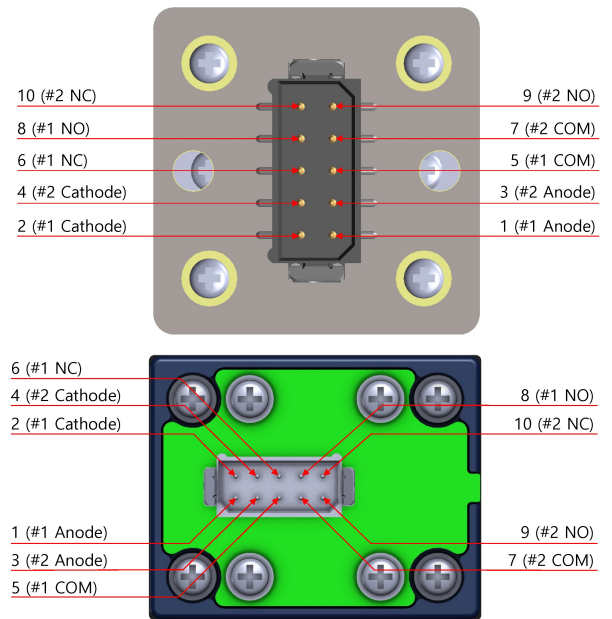 10 (#2 NC)
9 (#2 NO)
8 (#1 NO)
7 (#2 COM)
6 (#1 NC)
5 (#1 COM)
4 (#2 Cathode)
3 (#2 Anode)
2 (#1 Cathode)
1 (#1 Anode)
6 (#1 NC)
4 (#2 Cathode)
8 (#1 NO)
2 (#1 Cathode)
10 (#2 NC)
1 (#1 Anode)
9 (#2 NO)
3 (#2 Anode)
7 (#2 COM)
5 (#1 COM)